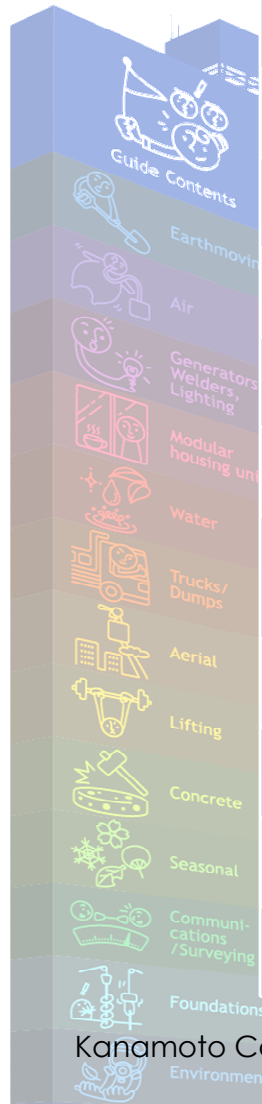 Guide Contents
Earthmovin
Air
Generators
Welders,
Lighting
Modular
housing uni
Water
Trucks/
Dumps
Aerial
Lifting
Concrete
Seasonal
Communi-
cations
/Surveying
Foundations
Kanamoto Co
Environmen